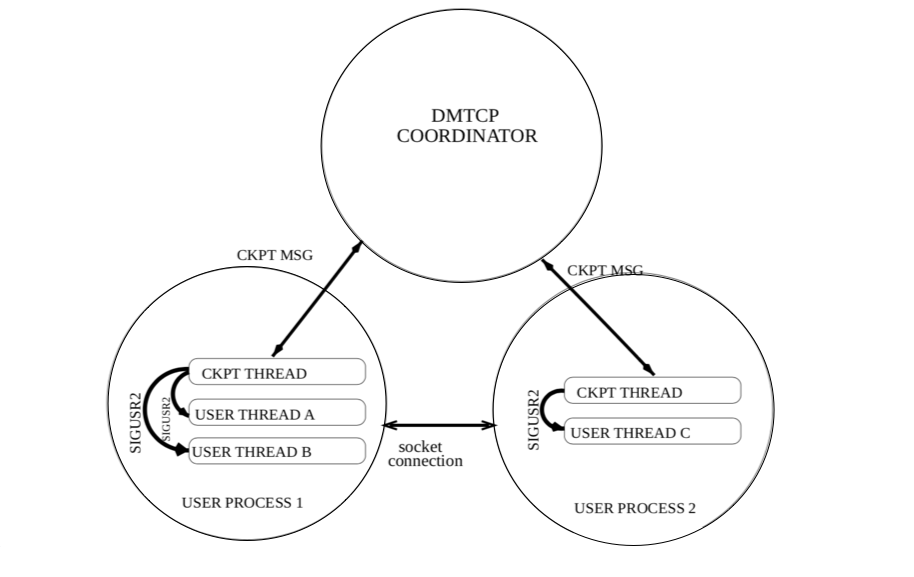 DMTCP
COORDINATOR
CKPT MSG
CKPT MSG
CKPT THREAD
USER THREAD A
USER THREAD B
SIGUSR2
SIGUSR2
USER PROCESS 1
socket
connection
CKPT THREAD
USER THREAD C
SIGUSR2
USER PROCESS 2